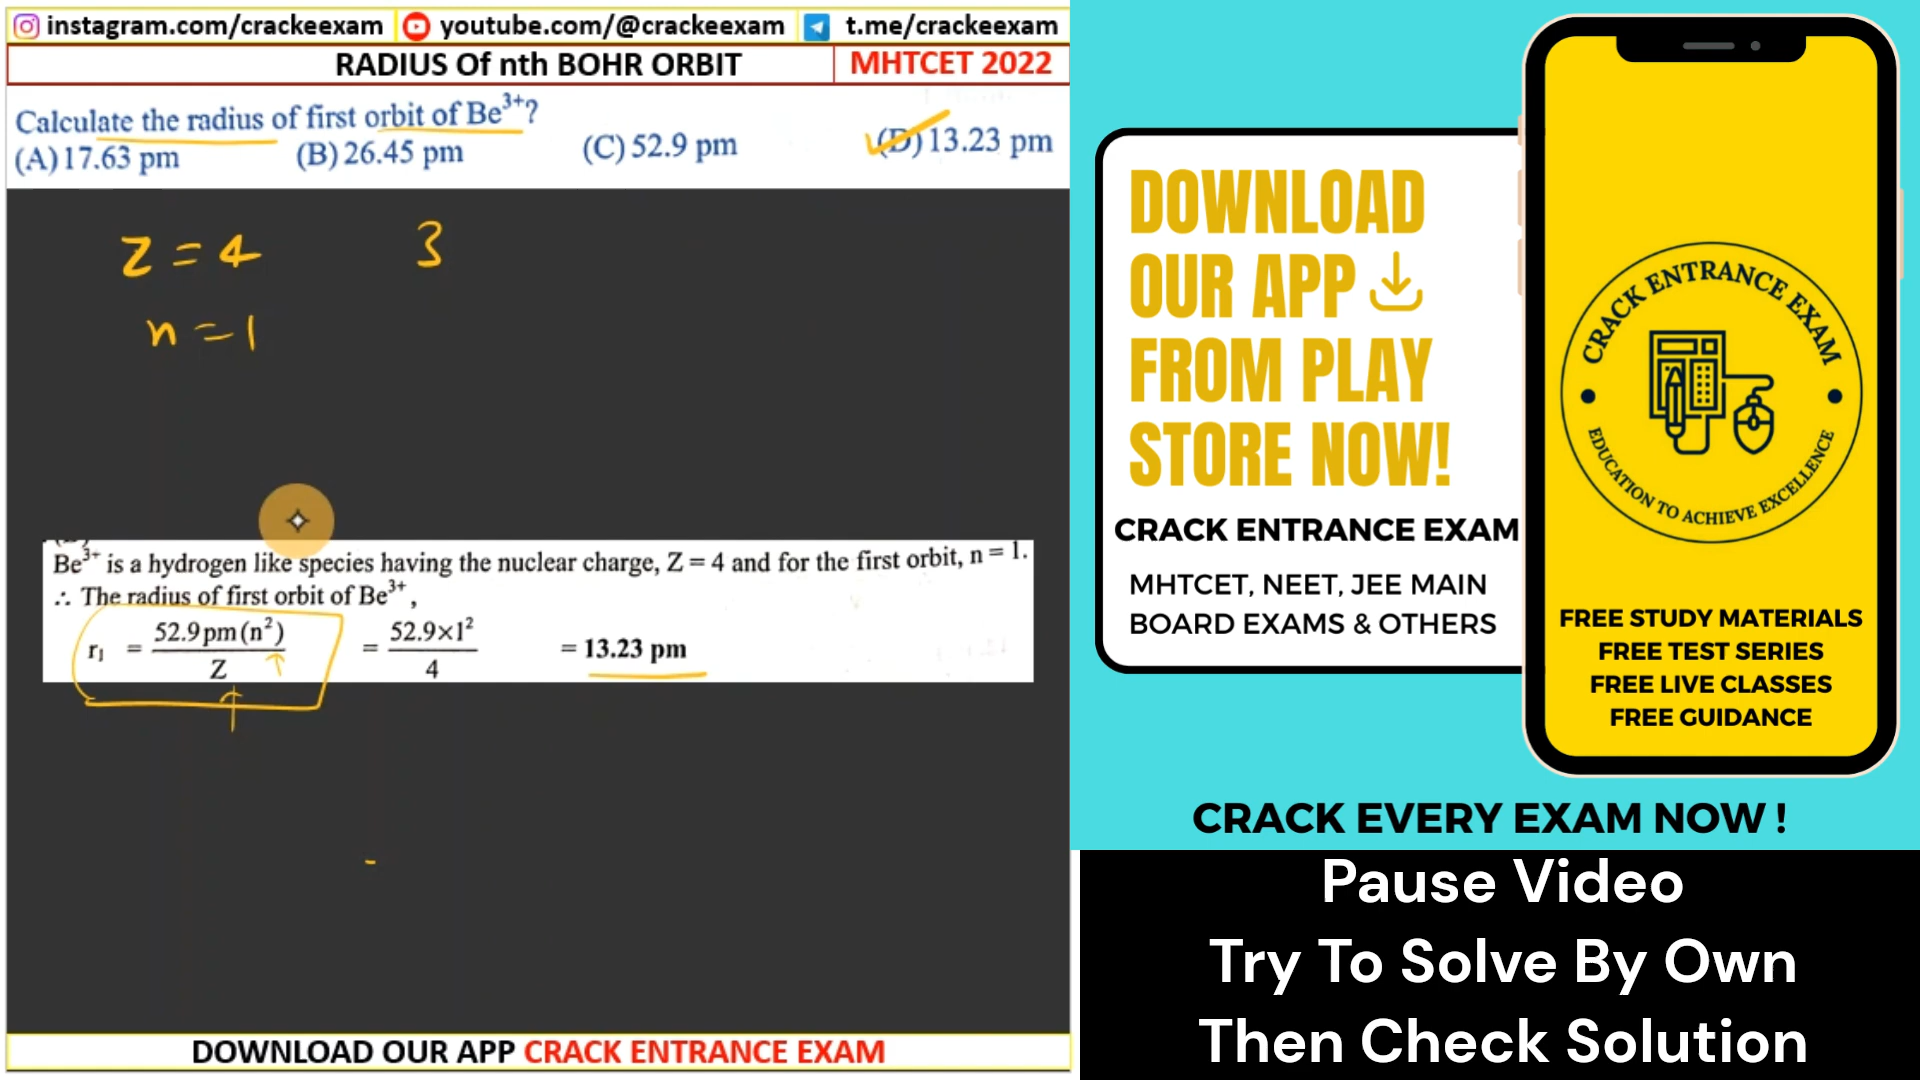 instagram.com/crackeexam youtube.com/@crackeexam t.me/crackeexam
RADIUS Of nth BOHR ORBIT MHTCET 2022
Calculate the radius of first orbit of Be³⁺?
(A) 17.63 pm (B) 26.45 pm (C) 52.9 pm (D) 13.23 pm
Z = 4 3
n = 1
Be³⁺ is a hydrogen like species having the nuclear charge, Z = 4 and for the first orbit, n = 1.
∴ The radius of first orbit of Be³⁺,
r₁ = 52.9 pm (n²) / Z = 52.9×1² / 4 = 13.23 pm
DOWNLOAD OUR APP CRACK ENTRANCE EXAM
DOWNLOAD
OUR APP
FROM PLAY
STORE NOW!
CRACK ENTRANCE EXAM
MHTCET, NEET, JEE MAIN
BOARD EXAMS & OTHERS
CRACK ENTRANCE EXAM
EDUCATION TO ACHIEVE EXCELLENCE
FREE STUDY MATERIALS
FREE TEST SERIES
FREE LIVE CLASSES
FREE GUIDANCE
CRACK EVERY EXAM NOW !
Pause Video
Try To Solve By Own
Then Check Solution